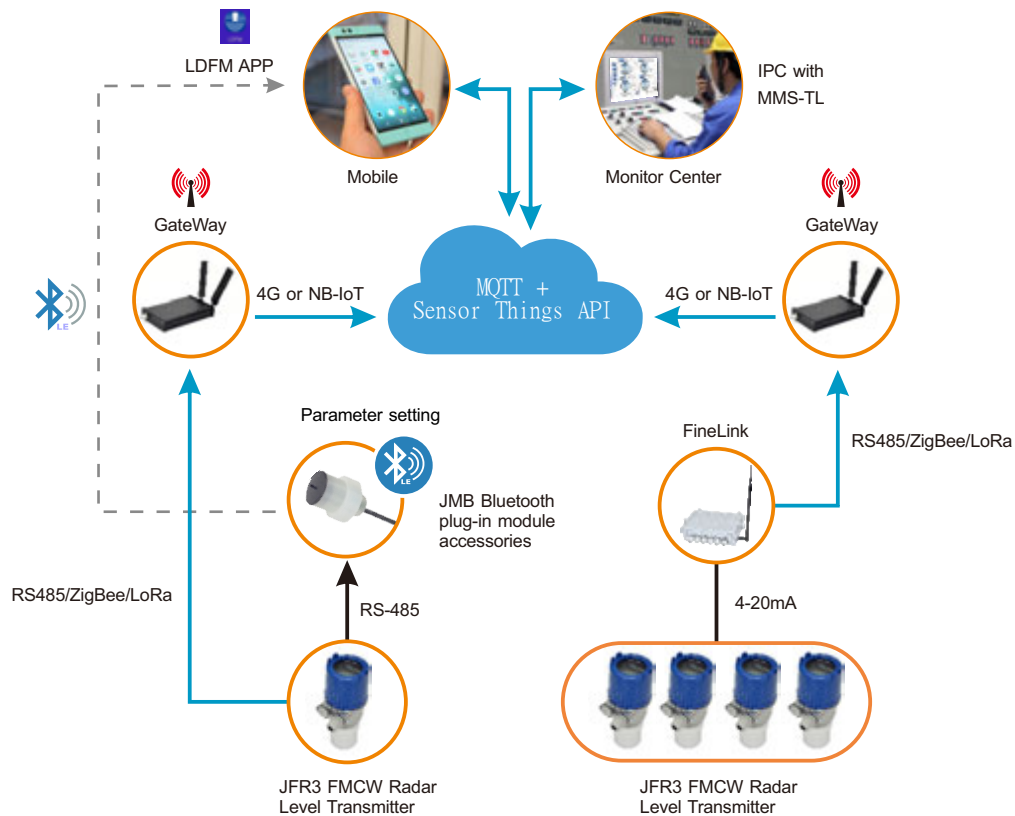 LDFM APP
IPC with
MMS-TL
Mobile
Monitor Center
GateWay
GateWay
4G or NB-IoT
MQTT +
Sensor Things API
4G or NB-IoT
LE
Parameter setting
LE
FineLink
RS485/ZigBee/LoRa
JMB Bluetooth
plug-in module
accessories
RS485/ZigBee/LoRa
RS-485
4-20mA
JFR3 FMCW Radar
Level Transmitter
JFR3 FMCW Radar
Level Transmitter